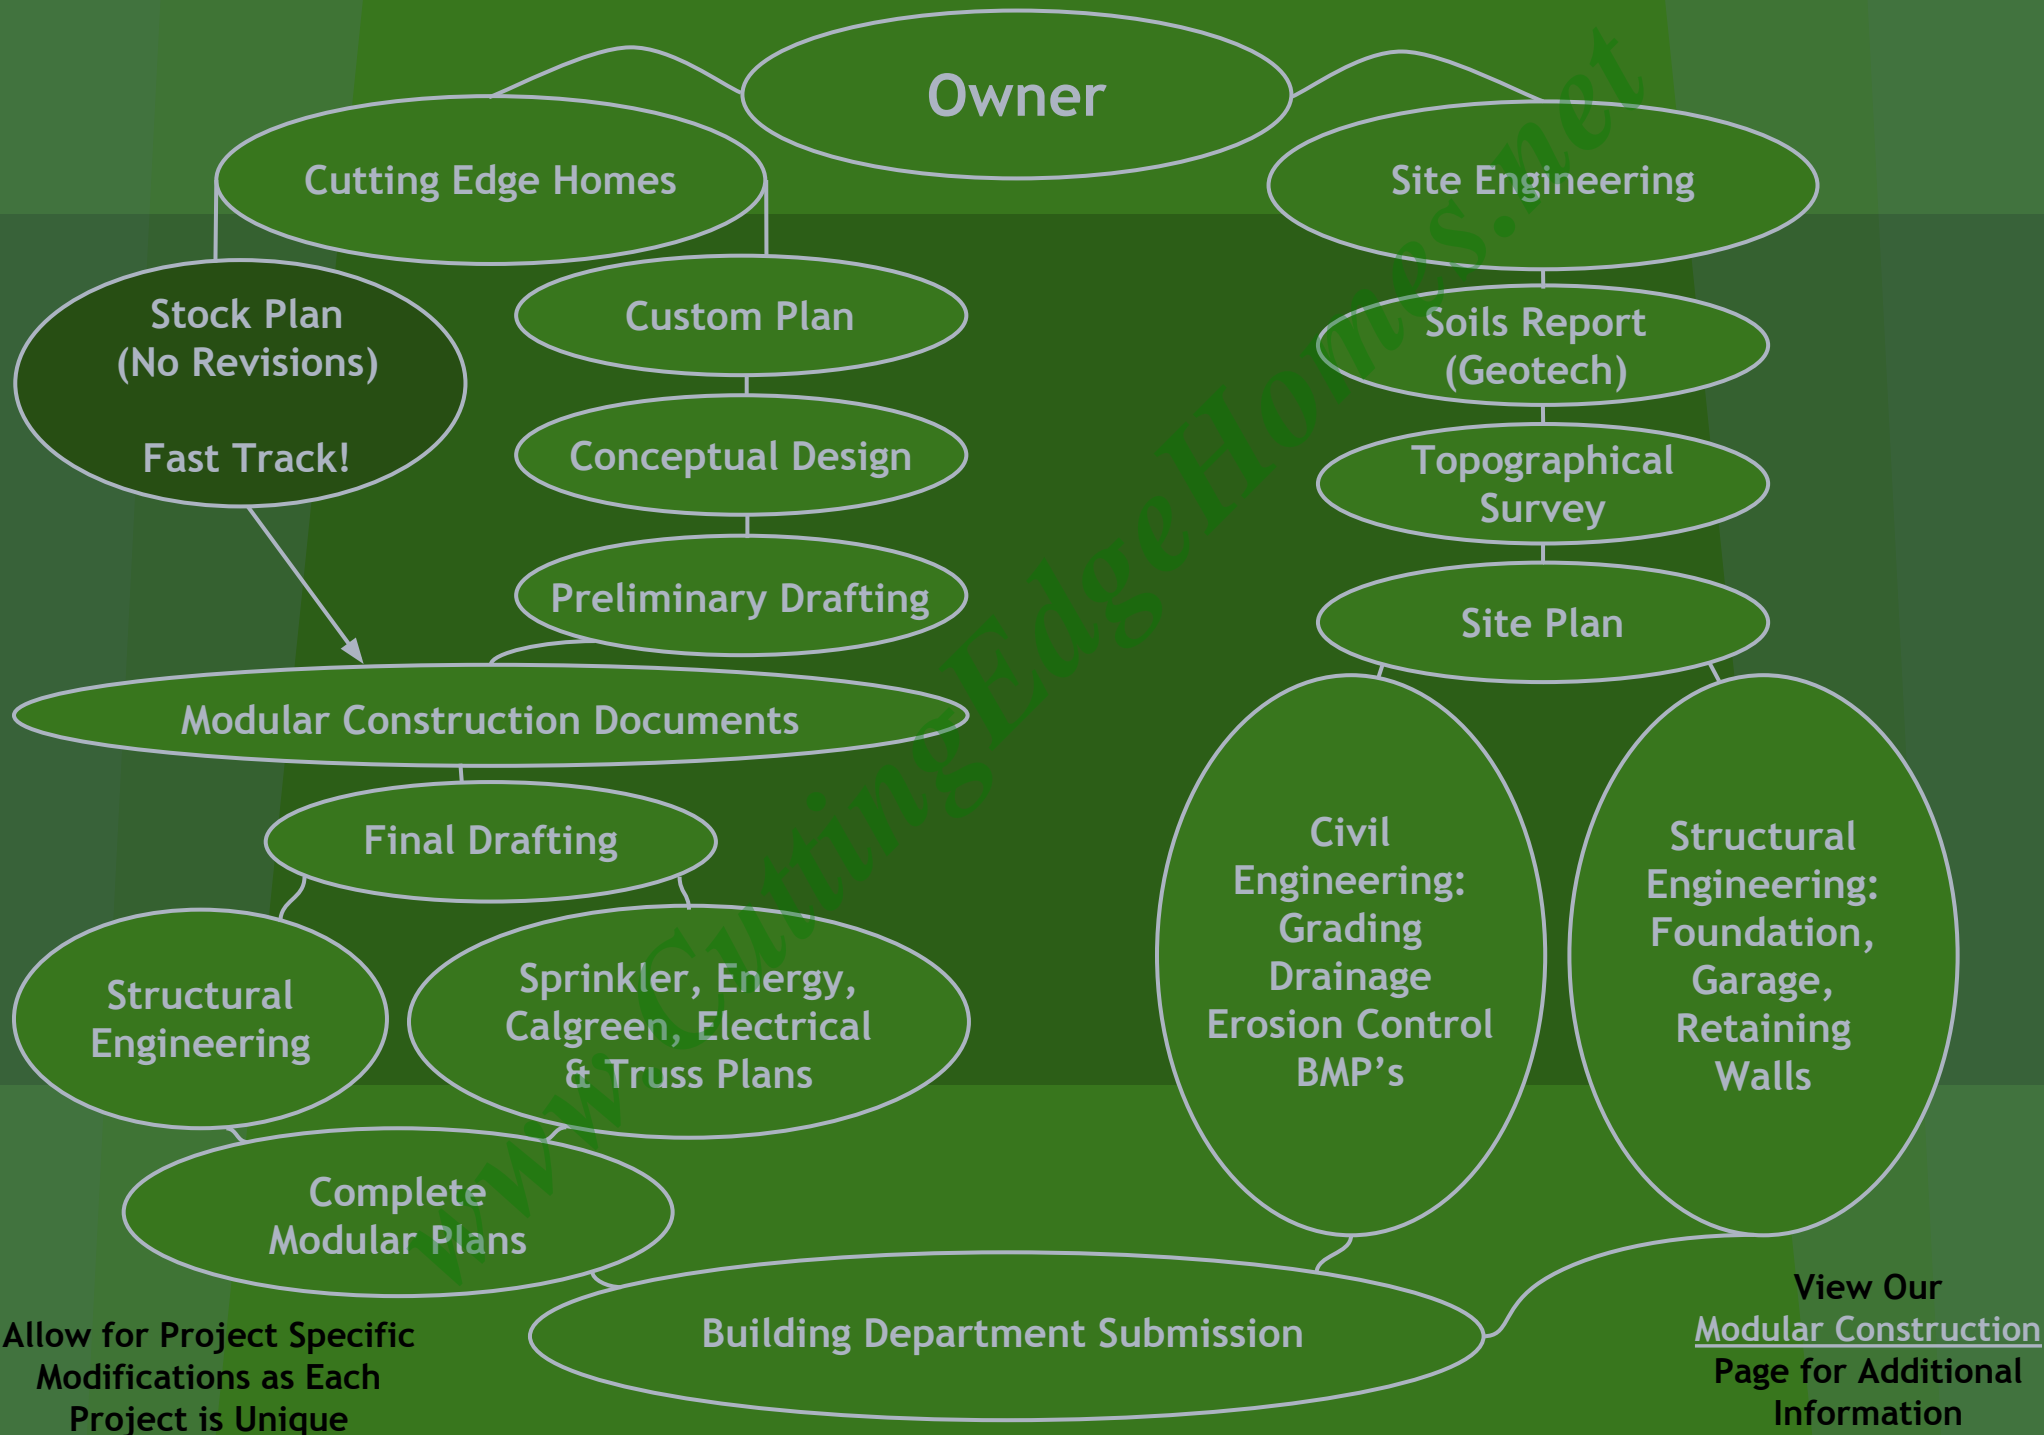 Owner
Cutting Edge Homes
Site Engineering
Stock Plan
(No Revisions)
Fast Track!
Custom Plan
Conceptual Design
Preliminary Drafting
Soils Report
(Geotech)
Topographical
Survey
Site Plan
Modular Construction Documents
Final Drafting
Structural
Engineering
Sprinkler, Energy,
Calgreen, Electrical
& Truss Plans
Civil
Engineering:
Grading
Drainage
Erosion Control
BMP’s
Structural
Engineering:
Foundation,
Garage,
Retaining
Walls
Complete
Modular Plans
Building Department Submission
Allow for Project Specific
Modifications as Each
Project is Unique
View Our
Modular Construction
Page for Additional
Information
www.CuttingEdgeHomes.net